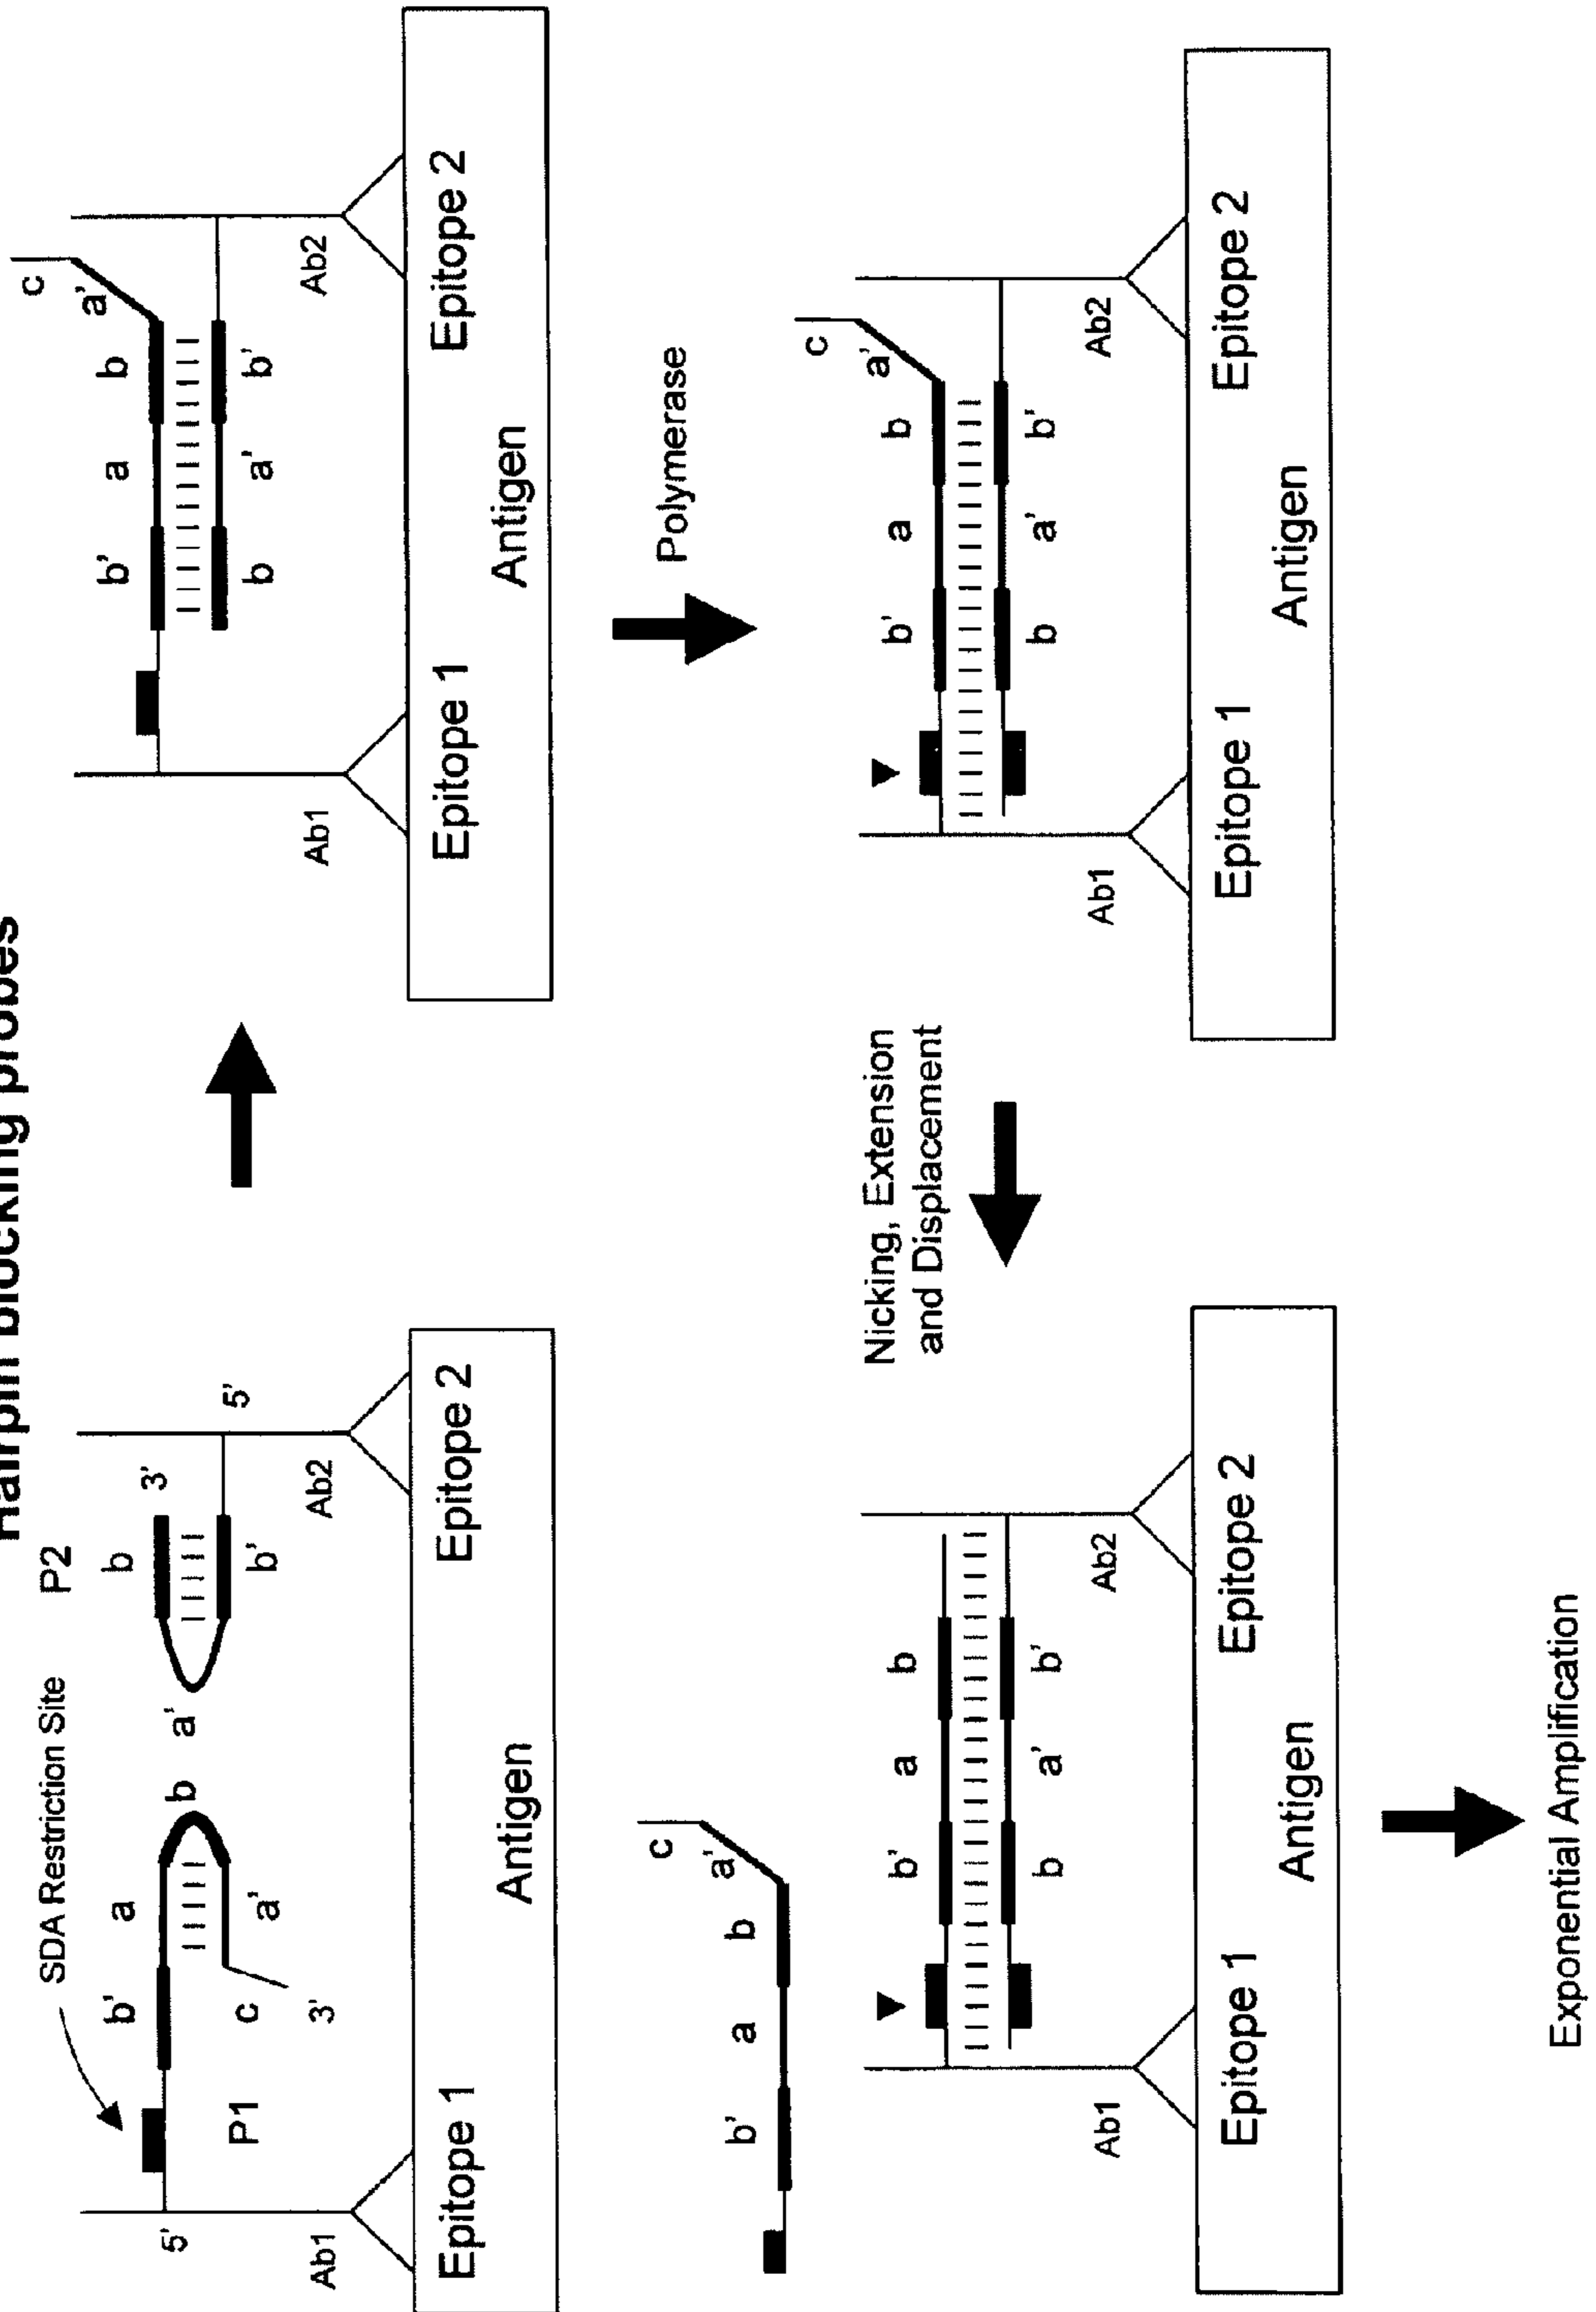 Hairpin blocking probes
SDA Restriction Site
P2
b'
a
b
a'
b
3'
P1
c
a'
b'
3'
5'
5'
Ab1
Ab2
Epitope 1
Epitope 2
Antigen
c
b'
a
b
a'
b
a'
b'
Ab1
Ab2
Epitope 1
Epitope 2
Antigen
Polymerase
c
b'
a
b
a'
b
a'
b'
Ab1
Ab2
Epitope 1
Epitope 2
Antigen
Nicking, Extension
and Displacement
c
b'
a
b
a'
b'
a
b
b
a'
b'
Ab1
Ab2
Epitope 1
Epitope 2
Antigen
Exponential Amplification